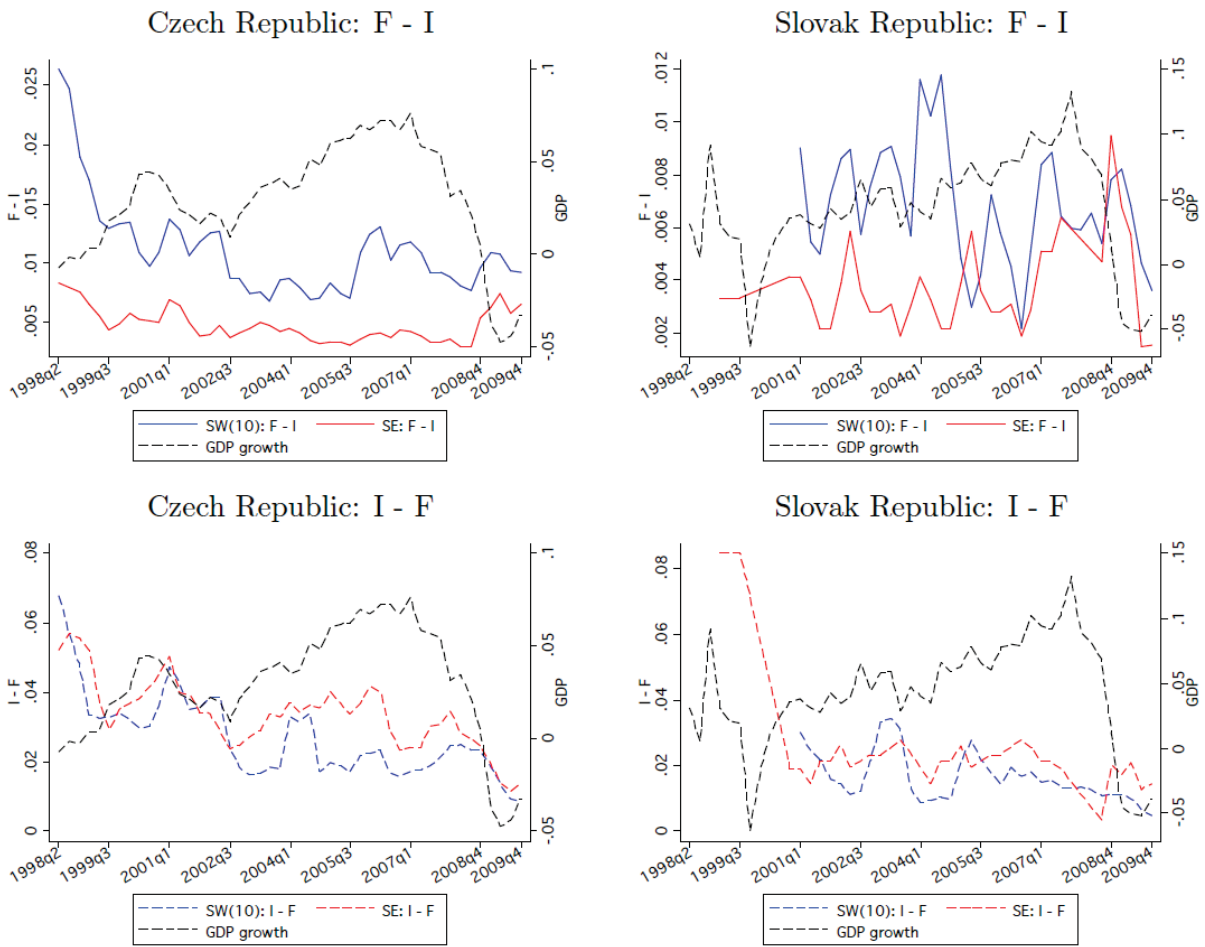 Czech Republic: F - I
F - I
.005 .01 .015 .02 .025
-.05 0 .05 .1
GDP
1998q2 1999q3 2001q1 2002q3 2004q1 2005q3 2007q1 2008q4 2009q4
SW(10): F - I SE: F - I
GDP growth
Slovak Republic: F - I
F - I
.002 .004 .006 .008 .01 .012
-.05 0 .05 .1 .15
GDP
1998q2 1999q3 2001q1 2002q3 2004q1 2005q3 2007q1 2008q4 2009q4
SW(10): F - I SE: F - I
GDP growth
Czech Republic: I - F
I - F
0 .02 .04 .06 .08
-.05 0 .05 .1
GDP
1998q2 1999q3 2001q1 2002q3 2004q1 2005q3 2007q1 2008q4 2009q4
SW(10): I - F SE: I - F
GDP growth
Slovak Republic: I - F
I - F
0 .02 .04 .06 .08
-.05 0 .05 .1 .15
GDP
1998q2 1999q3 2001q1 2002q3 2004q1 2005q3 2007q1 2008q4 2009q4
SW(10): I - F SE: I - F
GDP growth